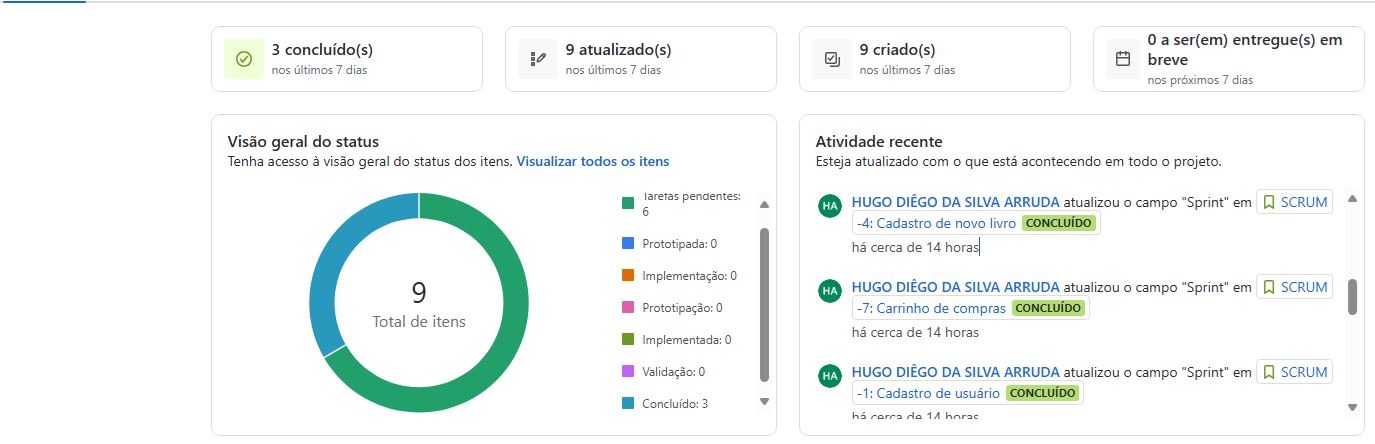 3 concluído(s)
nos últimos 7 dias
9 atualizado(s)
nos últimos 7 dias
9 criado(s)
nos últimos 7 dias
0 a ser(em) entregue(s) em
breve
nos próximos 7 dias
Visão geral do status
Tenha acesso à visão geral do status dos itens. Visualizar todos os itens
9
Total de itens
Tarefas pendentes:
6
Prototipada: 0
Implementação: 0
Prototipação: 0
Implementada: 0
Validação: 0
Concluído: 3
Atividade recente
Esteja atualizado com o que está acontecendo em todo o projeto.
HA
HUGO DIÊGO DA SILVA ARRUDA atualizou o campo "Sprint" em SCRUM
-4: Cadastro de novo livro CONCLUÍDO
há cerca de 14 horas
HA
HUGO DIÊGO DA SILVA ARRUDA atualizou o campo "Sprint" em SCRUM
-7: Carrinho de compras CONCLUÍDO
há cerca de 14 horas
HA
HUGO DIÊGO DA SILVA ARRUDA atualizou o campo "Sprint" em SCRUM
-1: Cadastro de usuário CONCLUÍDO
há cerca de 14 horas